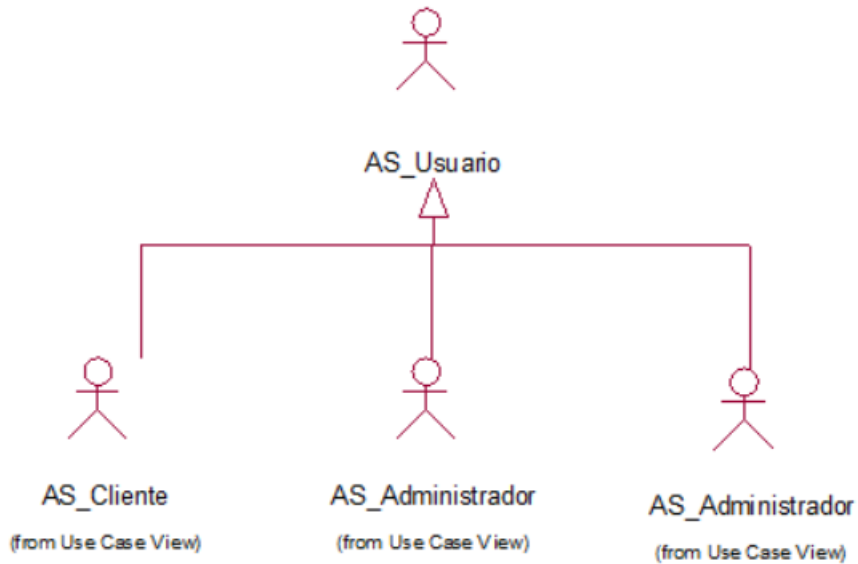 AS_Usuario
AS_Cliente
(from Use Case View)
AS_Administrador
(from Use Case View)
AS_Administrador
(from Use Case View)